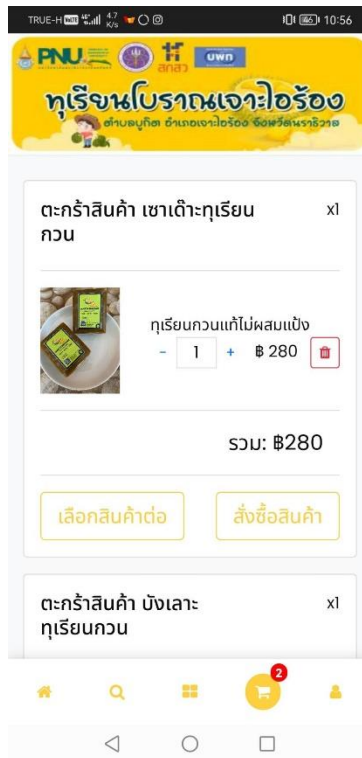 TRUE-H
4.7
K/s
46
10:56
PNU
สกสว
บพท
ทุเรียนโบราณเจาะไอร้อง
ตำบลบูกิต อำเภอเจาะไอร้อง จังหวัดนราธิวาส
ตะกร้าสินค้า เซาเด๊าะทุเรียน
กวน
x1
ทุเรียนกวนแท้ไม่ผสมแป้ง
- 1 + ฿ 280
รวม: ฿280
เลือกสินค้าต่อ สั่งซื้อสินค้า
ตะกร้าสินค้า บังเลาะ
ทุเรียนกวน
x1
2